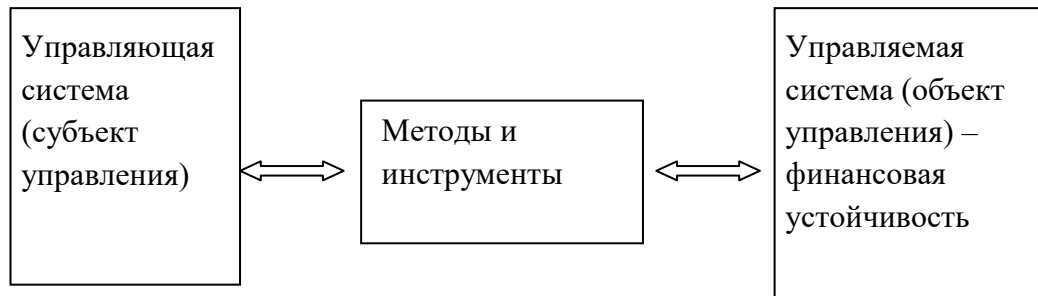 Управляющая
система
(субъект
управления)
Методы и
инструменты
Управляемая
система (объект
управления) –
финансовая
устойчивость